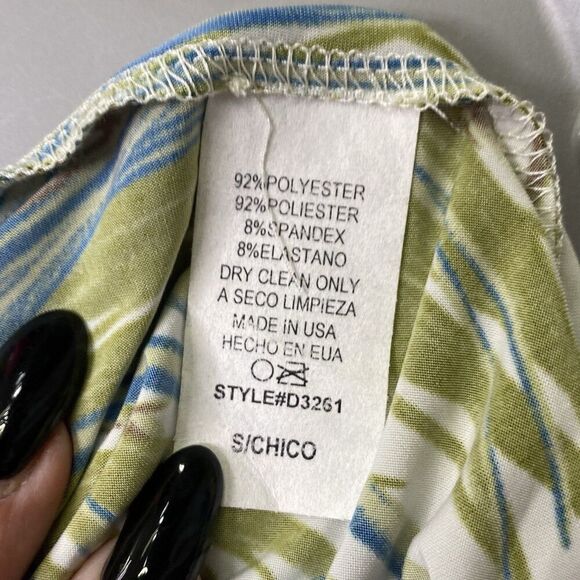 92%POLYESTER
92%POLIESTER
8%SPANDEX
8%ELASTANO
DRY CLEAN ONLY
A SECO LIMPIEZA
MADE IN USA
HECHO EN EUA
STYLE#D3261
S/CHICO